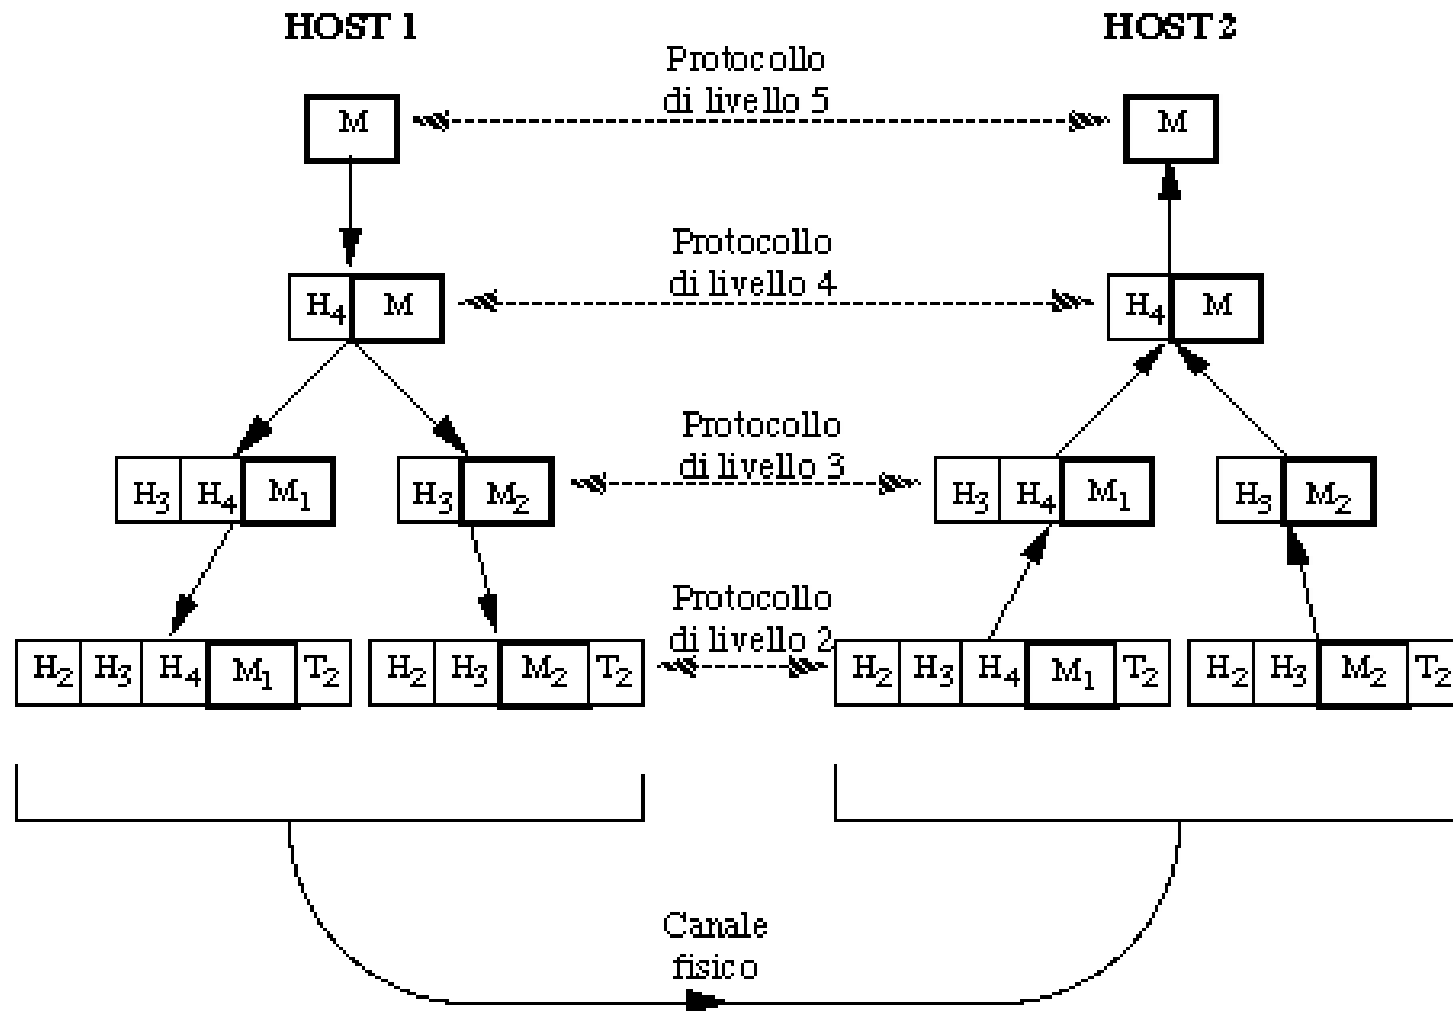 HOST 1
HOST 2
Protocollo
di livello 5
M
M
Protocollo
di livello 4
H4 M
H4 M
Protocollo
di livello 3
H3 H4 M1
H3 M2
H3 H4 M1
H3 M2
Protocollo
di livello 2
H2 H3 H4 M1 T2
H2 H3 M2 T2
H2 H3 H4 M1 T2
H2 H3 M2 T2
Canale
fisico